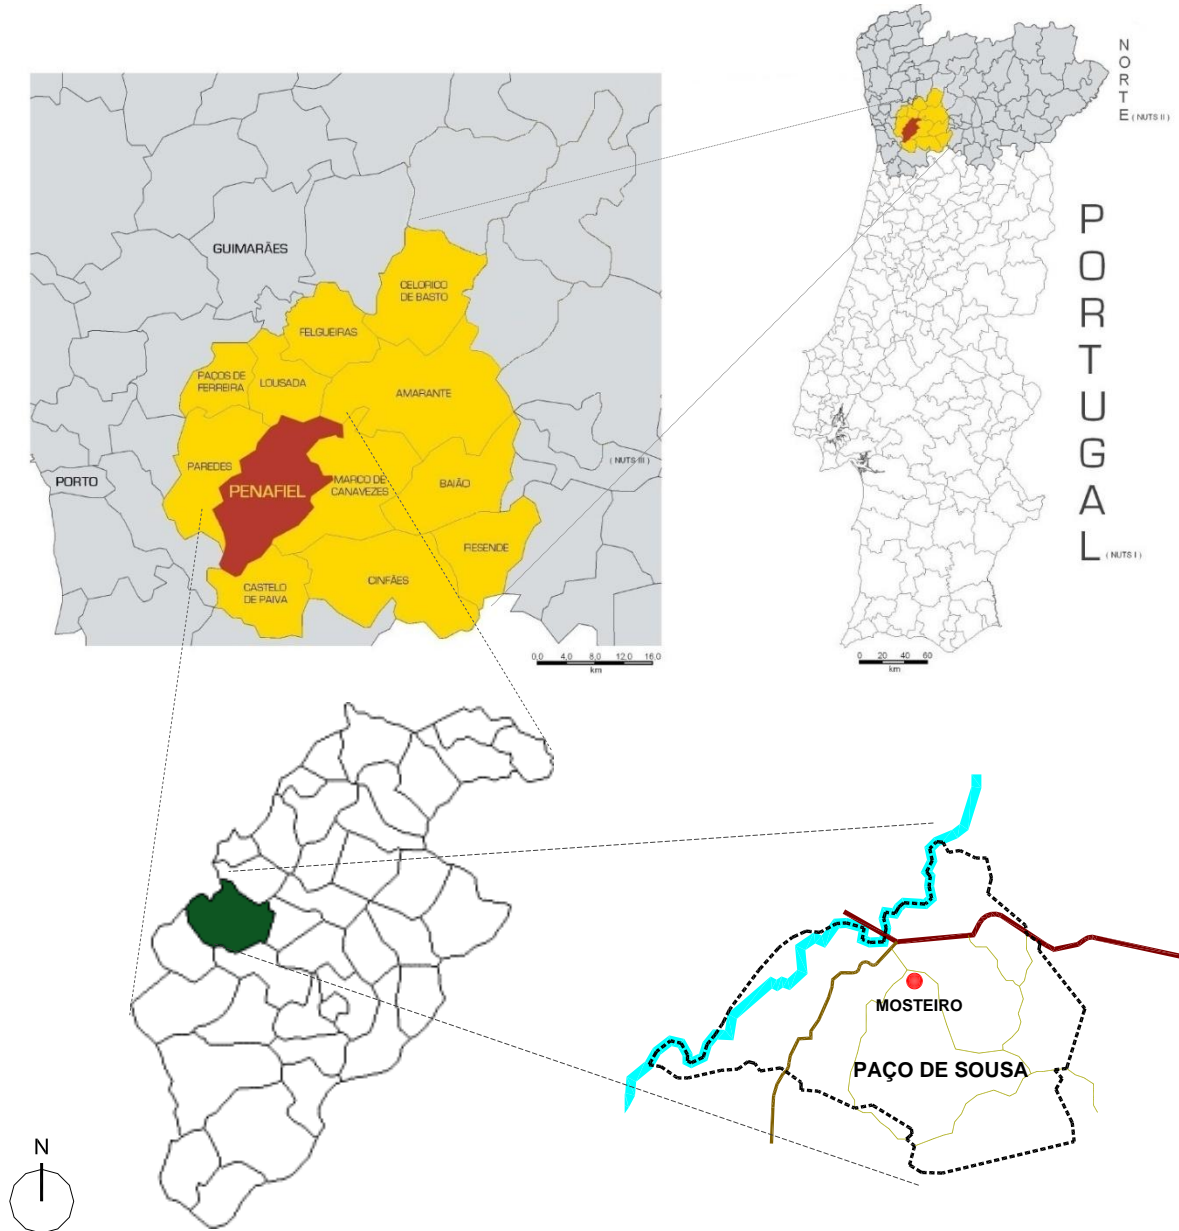 NORTE ( NUTS II )
PORTUGAL ( NUTS I )
GUIMARÃES
CELORICO
DE BASTO
FELGUEIRAS
PAÇOS DE
FERREIRA
LOUSADA
AMARANTE
PAREDES
( NUTS III )
PORTO
PENAFIEL
MARCO DE
CANAVEZES
BAIÃO
RESENDE
CASTELO
DE PAIVA
CINFÃES
0,0 4,0 8,0 12,0 16,0
km
0 20 40 60
km
MOSTEIRO
PAÇO DE SOUSA
N